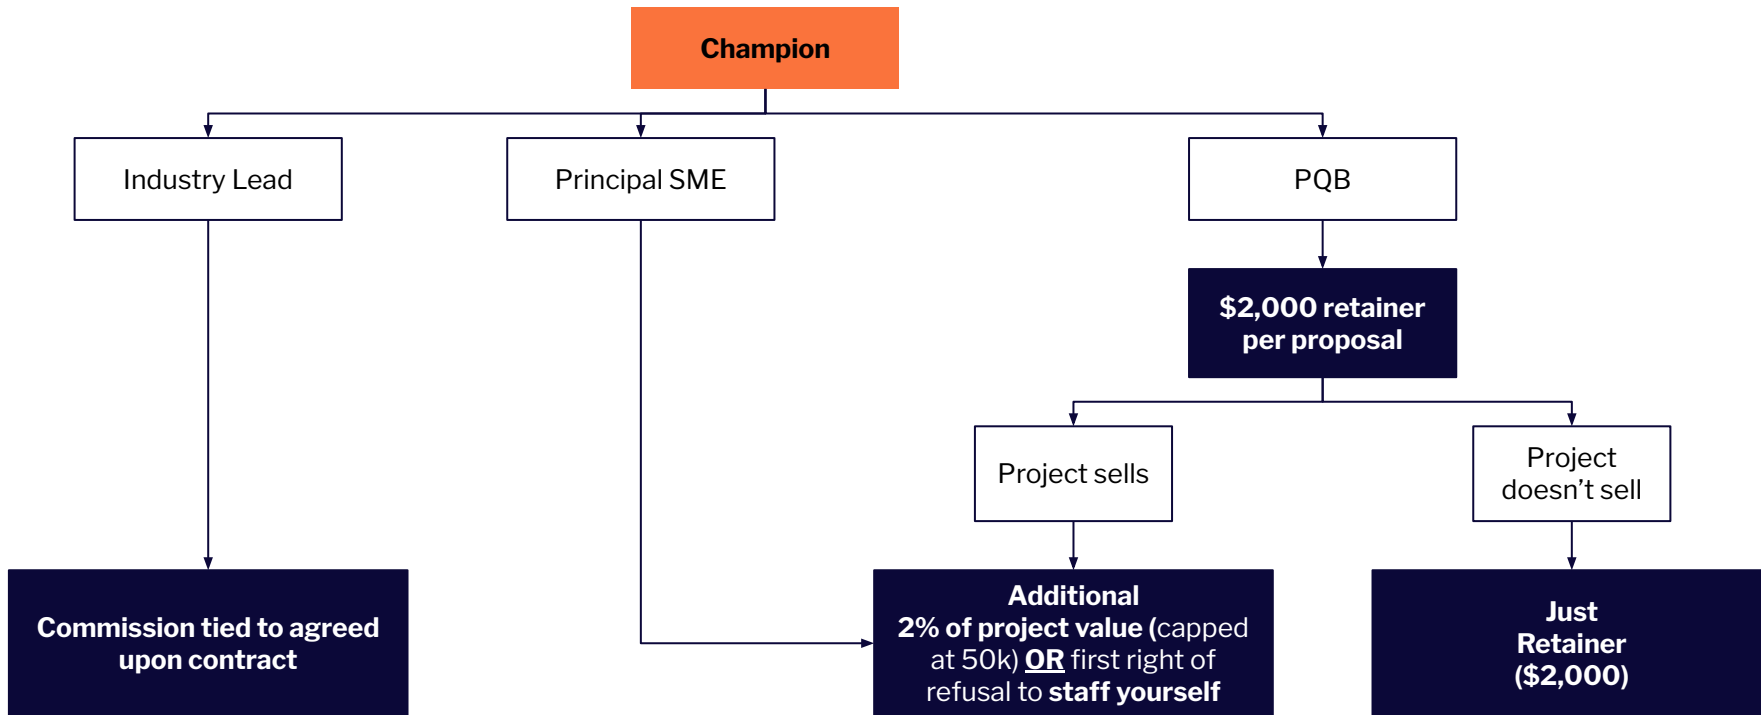 Champion
Industry Lead
Principal SME
PQB
$2,000 retainer
per proposal
Project sells
Project
doesn’t sell
Commission tied to agreed
upon contract
Additional
2% of project value (capped
at 50k) OR first right of
refusal to staff yourself
Just
Retainer
($2,000)